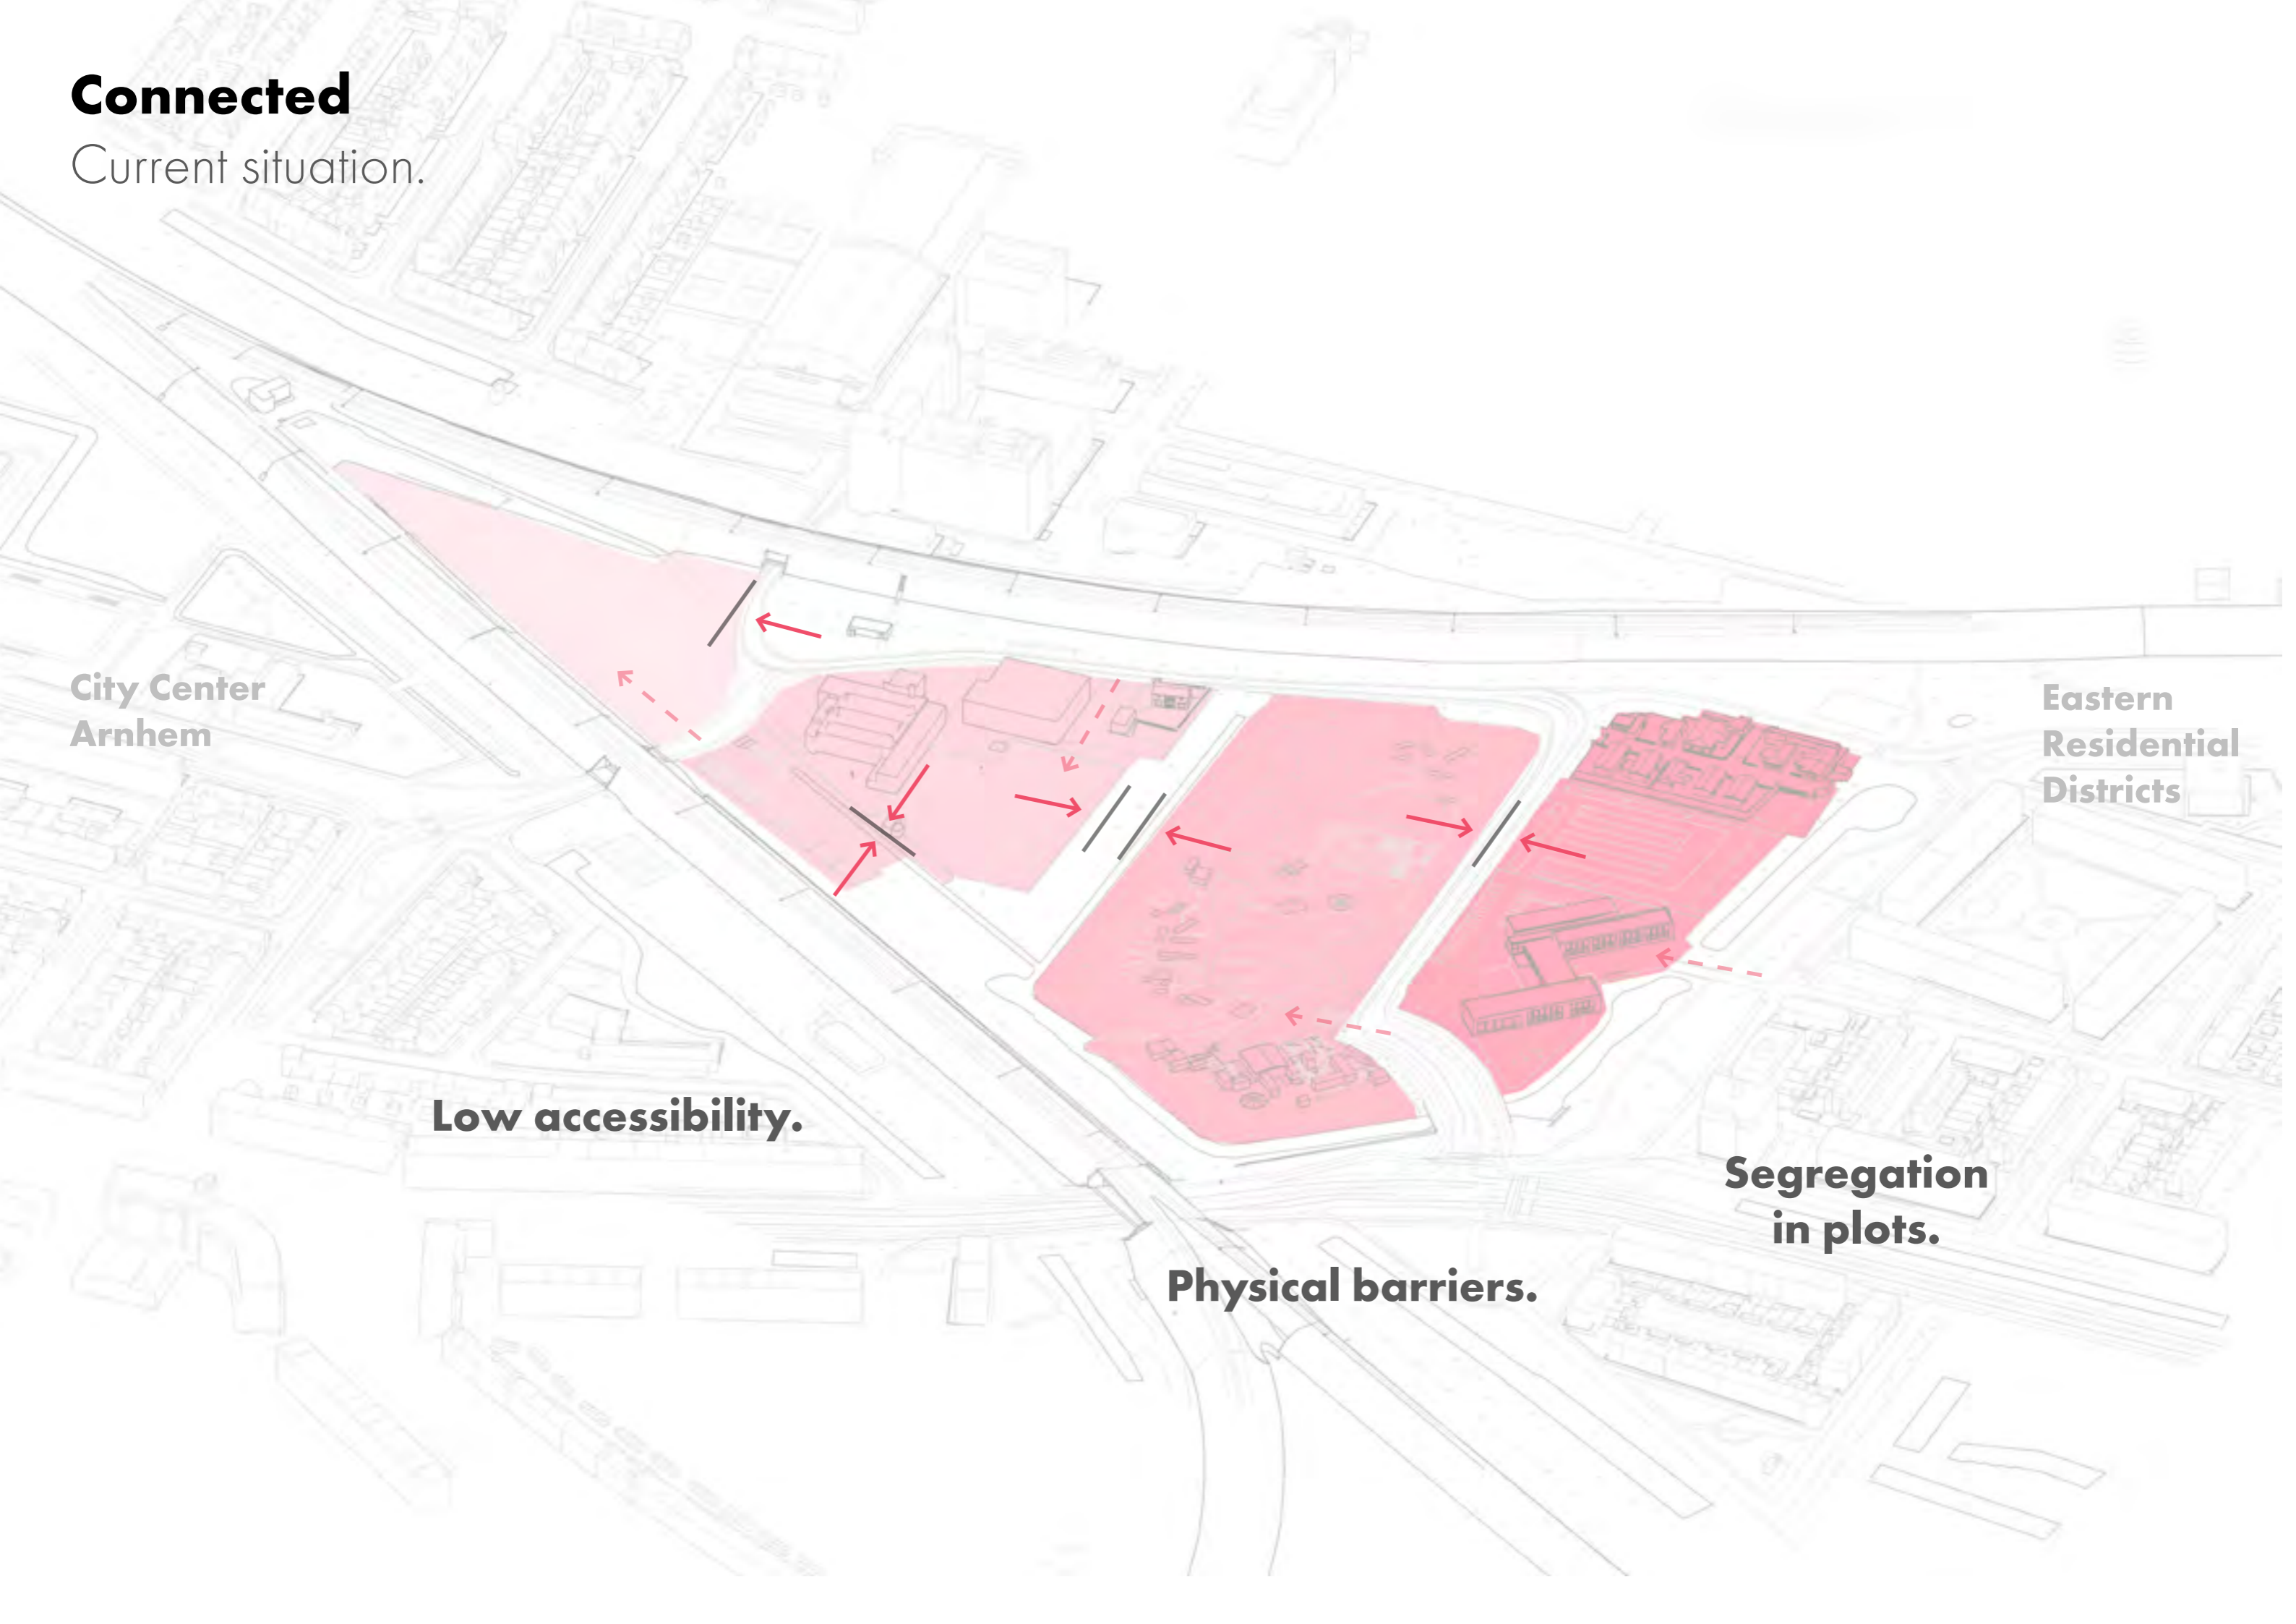 Connected
Current situation.
City Center
Arnhem
Eastern
Residential
Districts
Low accessibility.
Segregation
in plots.
Physical barriers.